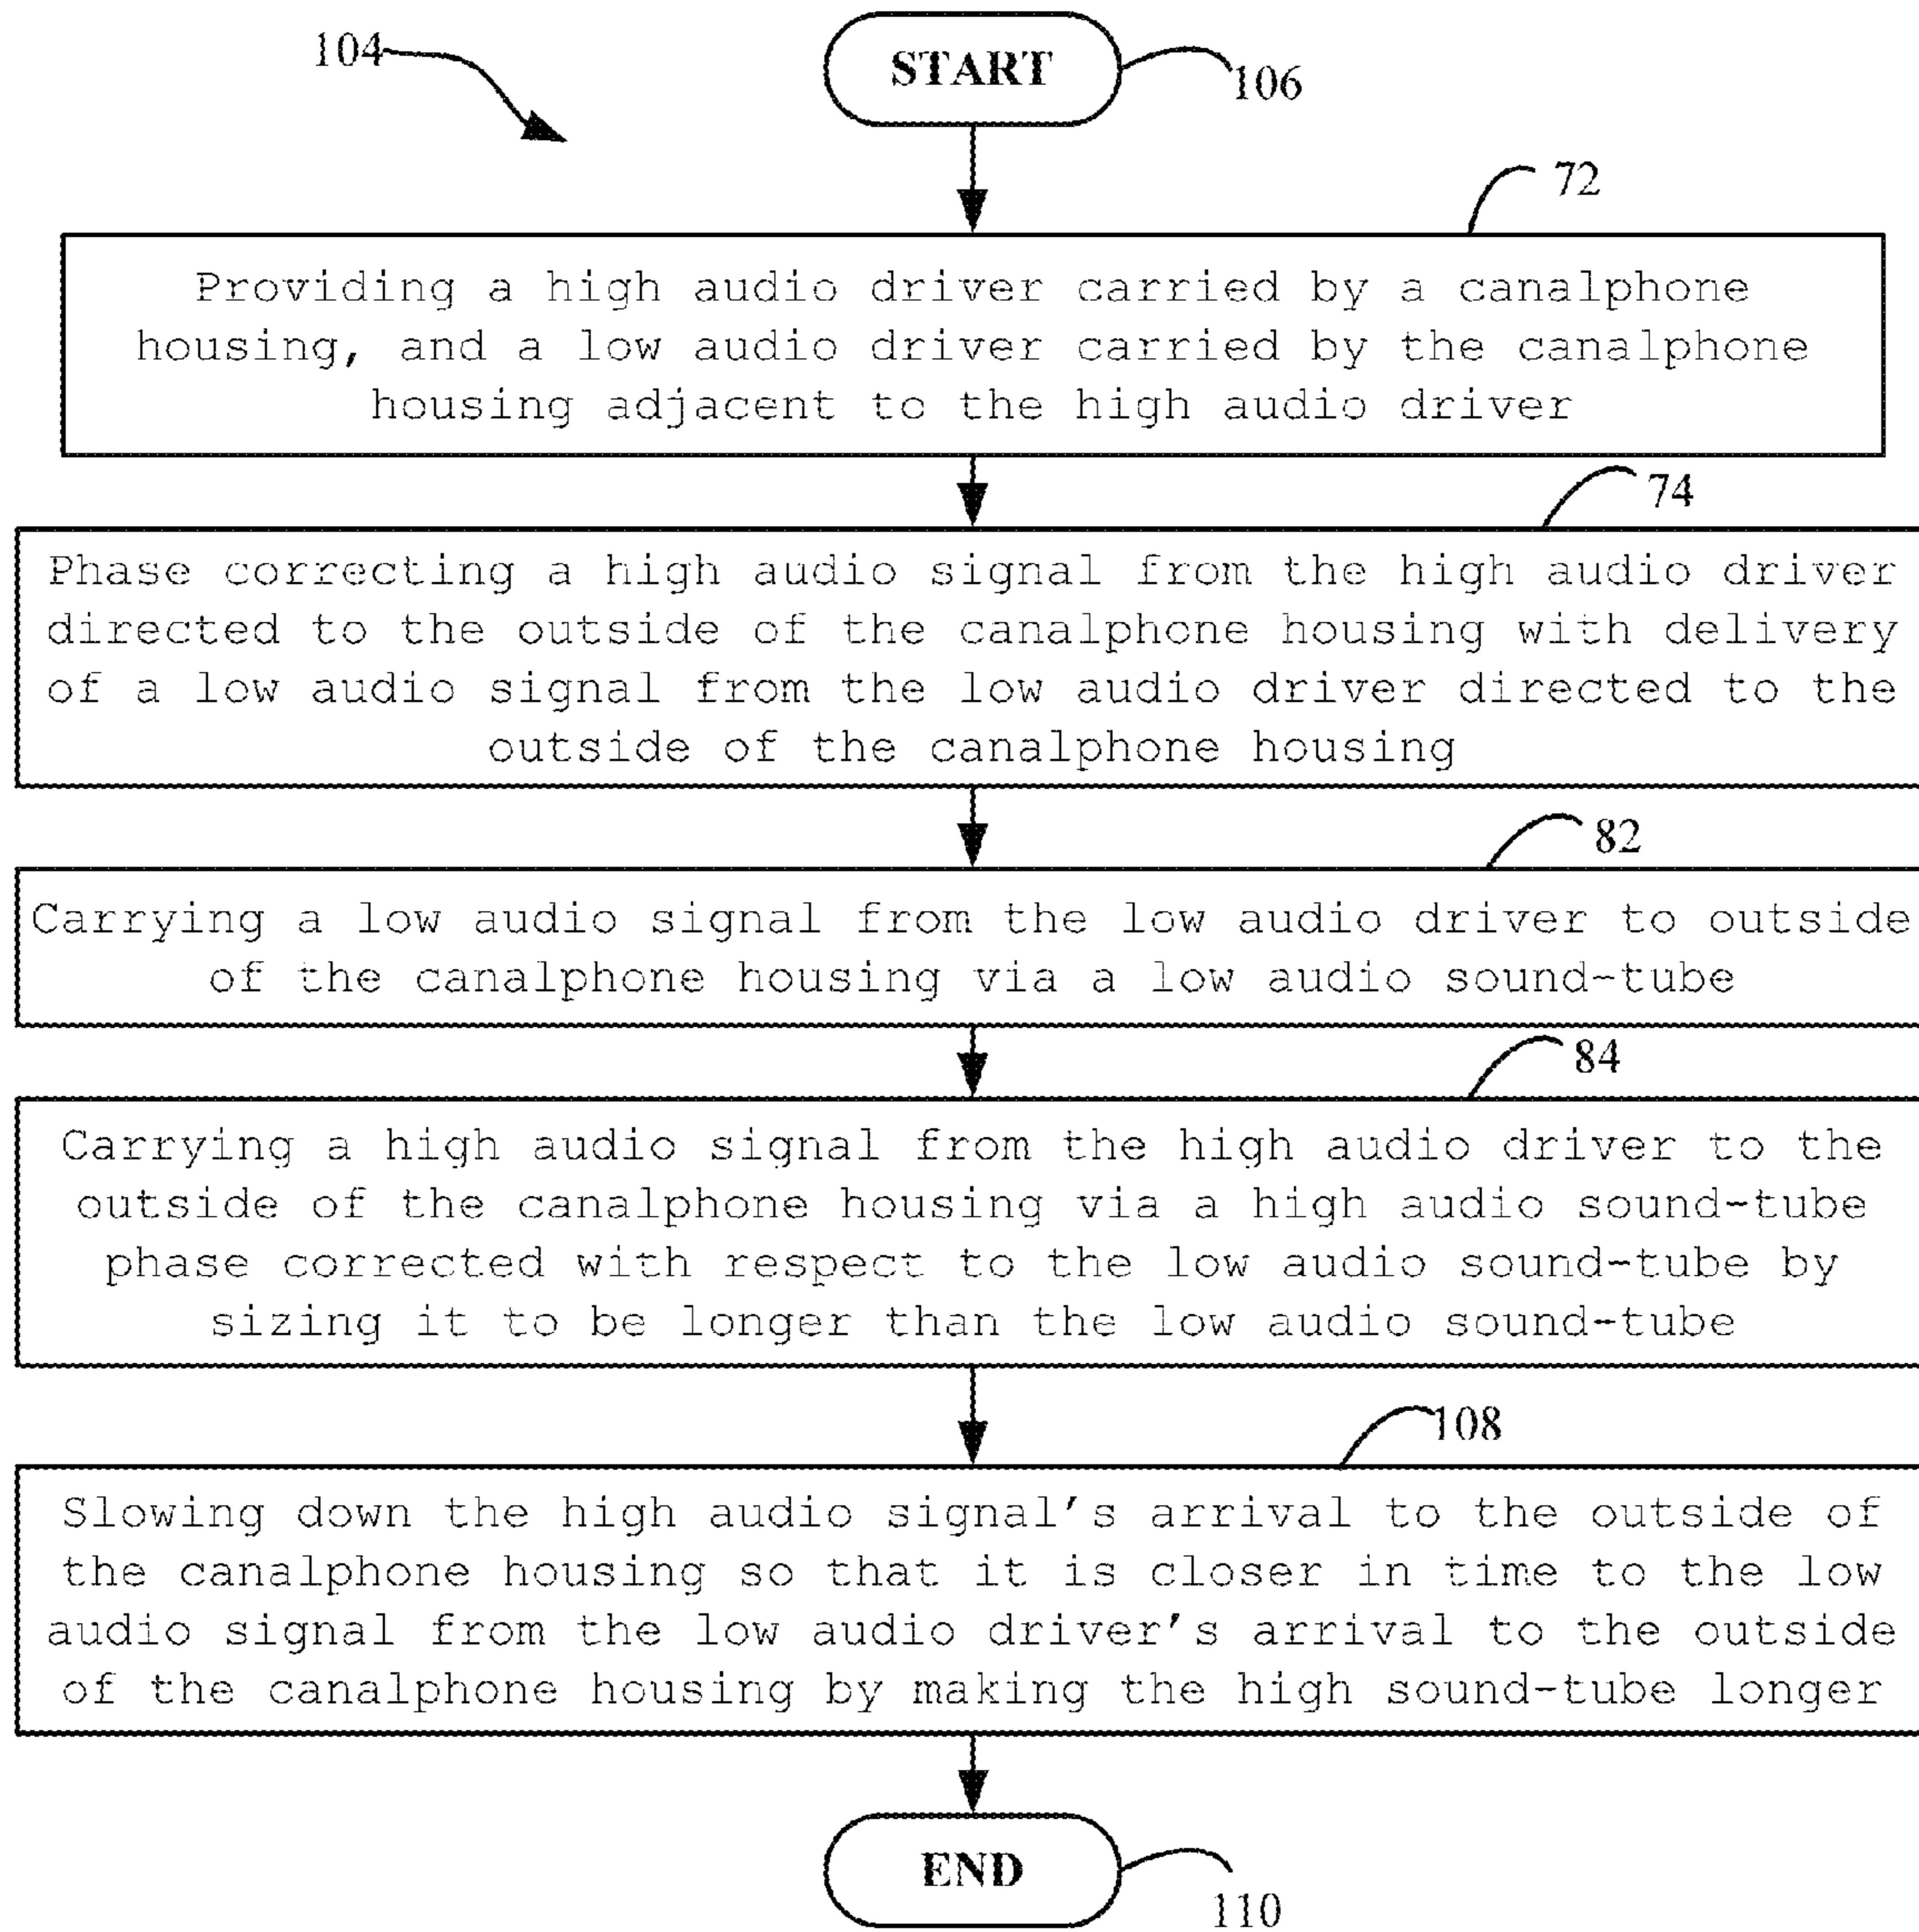 104
START
106
72
Providing a high audio driver carried by a canalphone
housing, and a low audio driver carried by the canalphone
housing adjacent to the high audio driver
74
Phase correcting a high audio signal from the high audio driver
directed to the outside of the canalphone housing with delivery
of a low audio signal from the low audio driver directed to the
outside of the canalphone housing
82
Carrying a low audio signal from the low audio driver to outside
of the canalphone housing via a low audio sound-tube
84
Carrying a high audio signal from the high audio driver to the
outside of the canalphone housing via a high audio sound-tube
phase corrected with respect to the low audio sound-tube by
sizing it to be longer than the low audio sound-tube
108
Slowing down the high audio signal's arrival to the outside of
the canalphone housing so that it is closer in time to the low
audio signal from the low audio driver's arrival to the outside
of the canalphone housing by making the high sound-tube longer
END
110